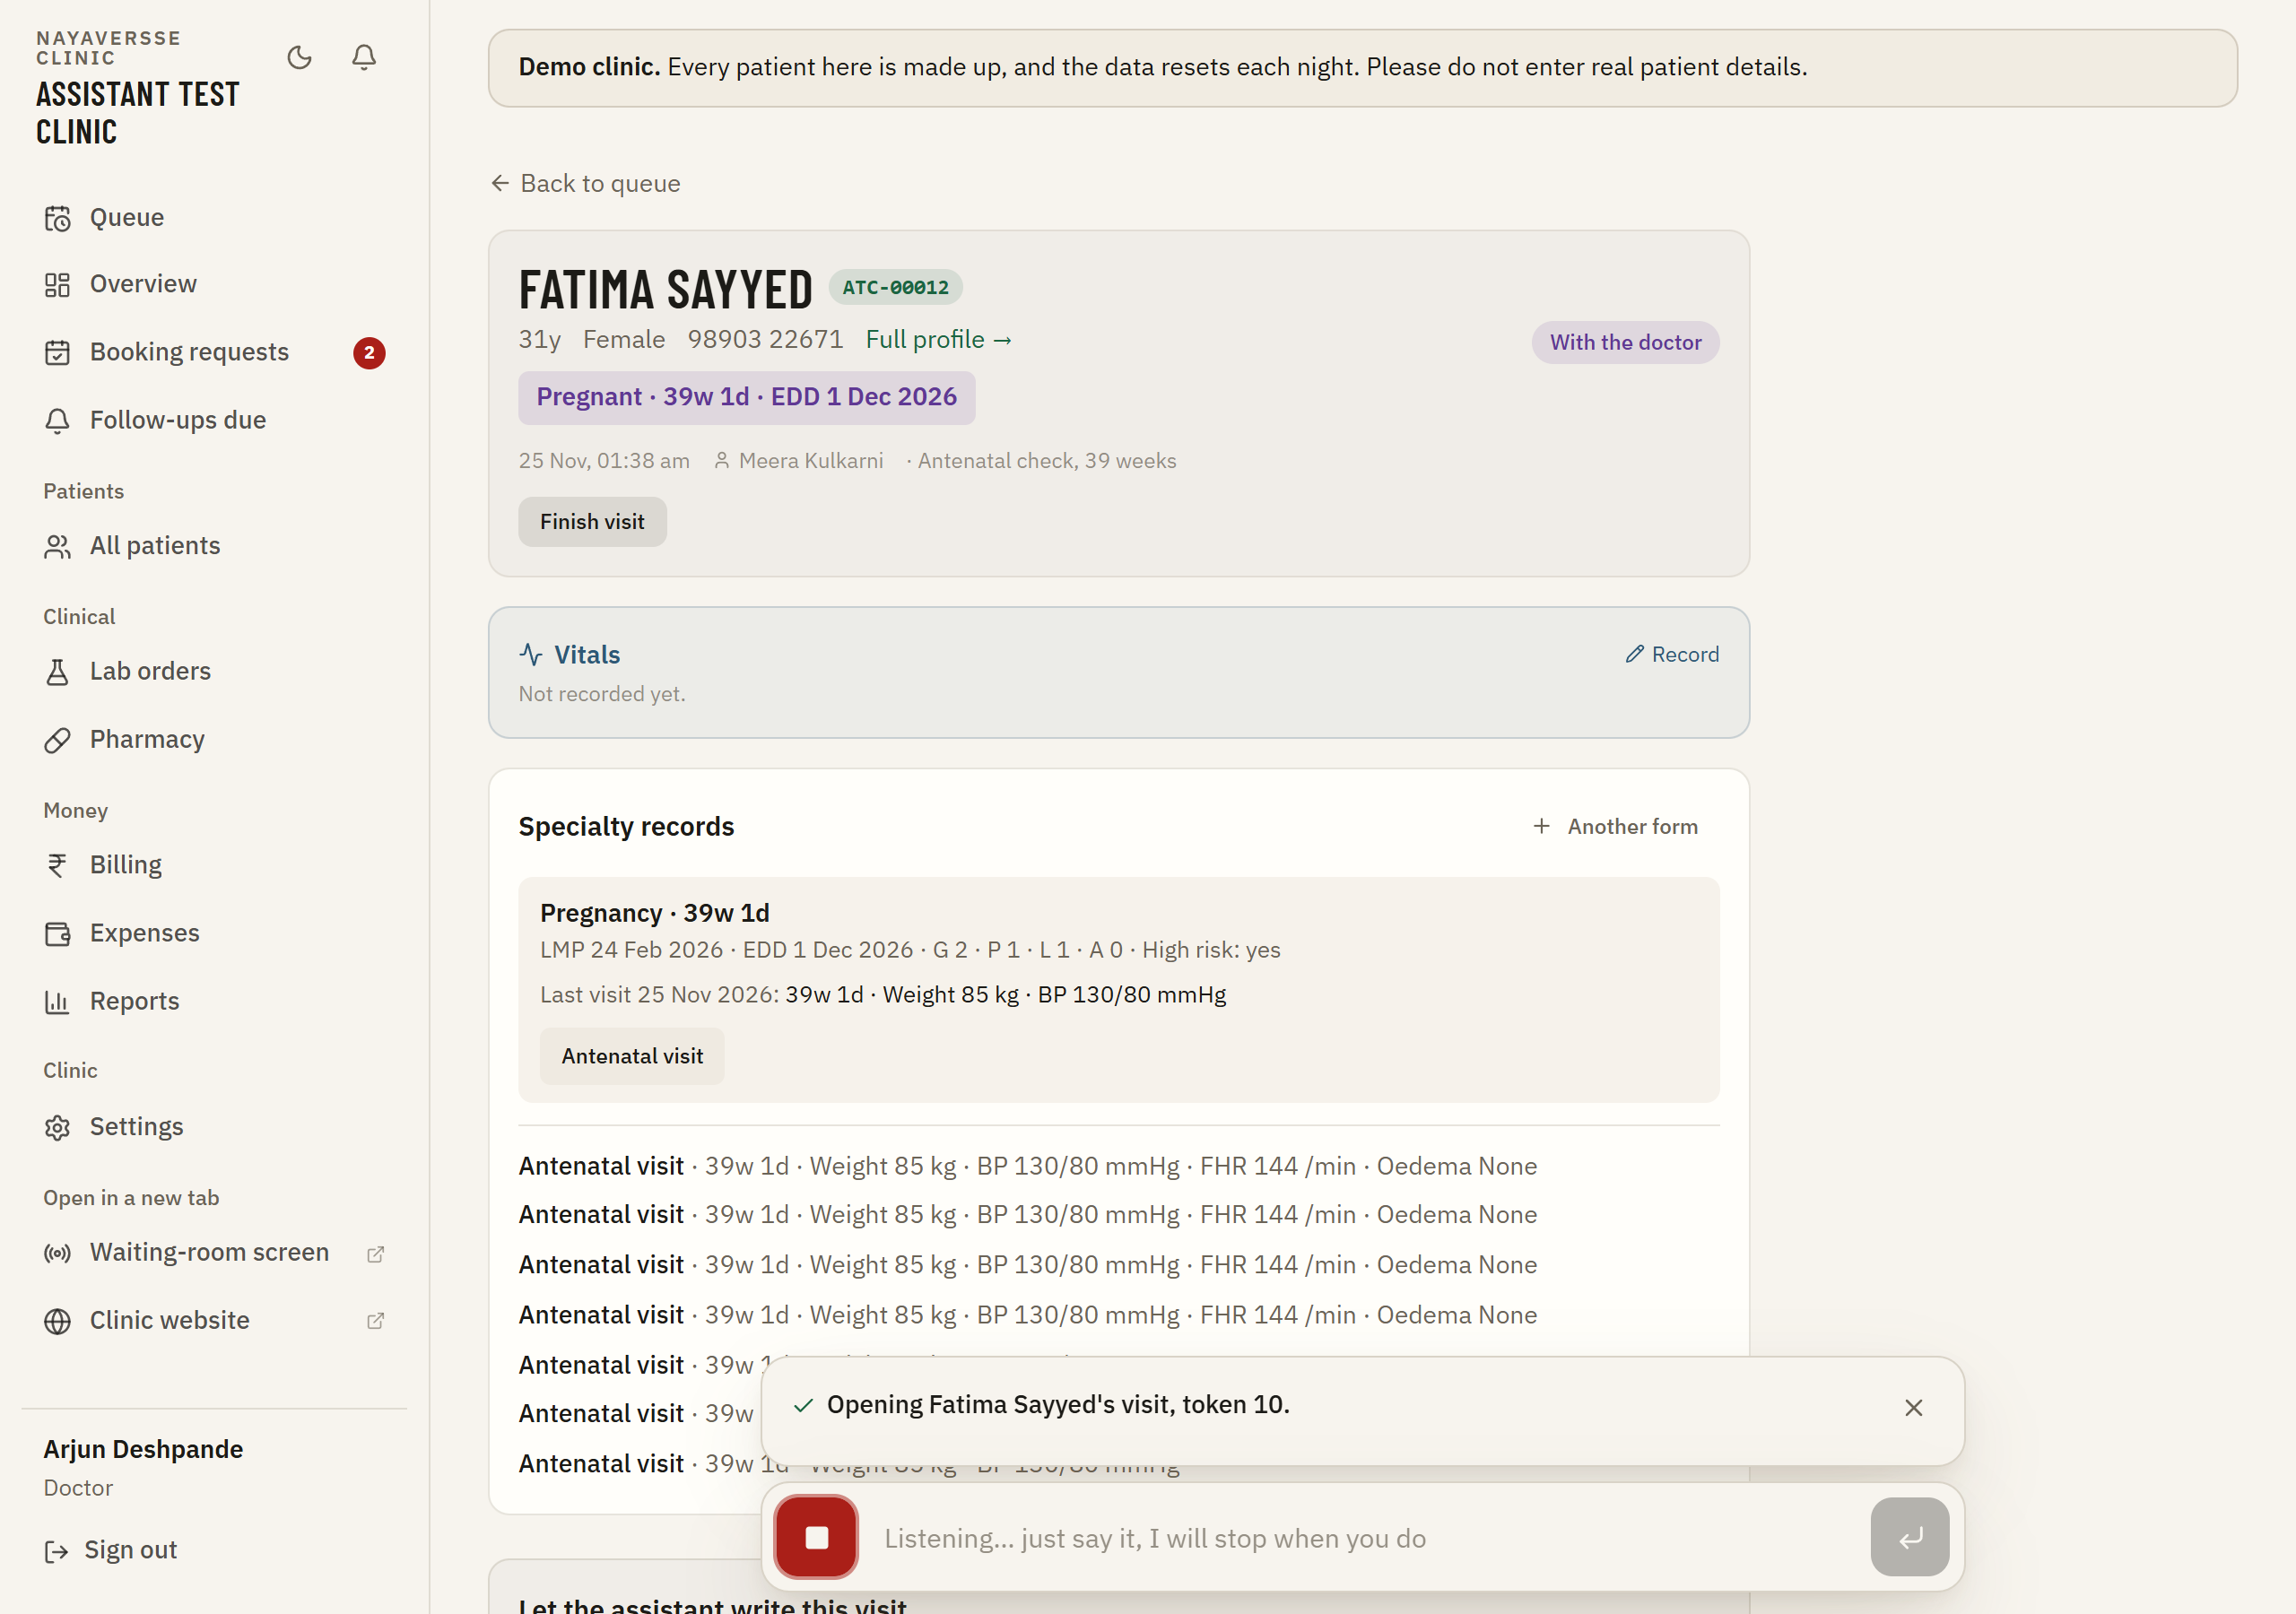 NAYAVERSSE
CLINIC
ASSISTANT TEST
CLINIC
Queue
Overview
Booking requests 2
Follow-ups due
Patients
All patients
Clinical
Lab orders
Pharmacy
Money
Billing
Expenses
Reports
Clinic
Settings
Open in a new tab
Waiting-room screen
Clinic website
Arjun Deshpande
Doctor
Sign out
Demo clinic. Every patient here is made up, and the data resets each night. Please do not enter real patient details.
← Back to queue
FATIMA SAYYED ATC-00012
31y Female 98903 22671 Full profile →
With the doctor
Pregnant · 39w 1d · EDD 1 Dec 2026
25 Nov, 01:38 am Meera Kulkarni · Antenatal check, 39 weeks
Finish visit
Vitals Record
Not recorded yet.
Specialty records + Another form
Pregnancy · 39w 1d
LMP 24 Feb 2026 · EDD 1 Dec 2026 · G 2 · P 1 · L 1 · A 0 · High risk: yes
Last visit 25 Nov 2026: 39w 1d · Weight 85 kg · BP 130/80 mmHg
Antenatal visit
Antenatal visit · 39w 1d · Weight 85 kg · BP 130/80 mmHg · FHR 144 /min · Oedema None
Antenatal visit · 39w 1d · Weight 85 kg · BP 130/80 mmHg · FHR 144 /min · Oedema None
Antenatal visit · 39w 1d · Weight 85 kg · BP 130/80 mmHg · FHR 144 /min · Oedema None
Antenatal visit · 39w 1d · Weight 85 kg · BP 130/80 mmHg · FHR 144 /min · Oedema None
Antenatal visit · 39w
Antenatal visit · 39w
Antenatal visit · 39w 1d · Weight 85 kg · BP 130/80 mmHg
Opening Fatima Sayyed's visit, token 10.
Listening... just say it, I will stop when you do
Let the assistant write this visit